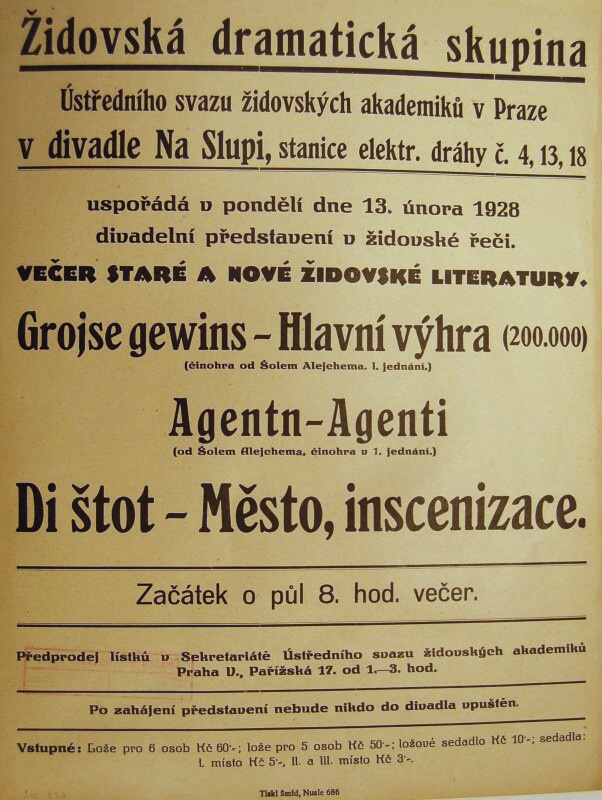 Židovská dramatická skupina
Ústředního svazu židovských akademiků v Praze
v divadle Na Slupi, stanice elektr. dráhy č. 4, 13, 18
uspořádá v pondělí dne 13. února 1928
divadelní představení v židovské řeči.
VEČER STARÉ A NOVÉ ŽIDOVSKÉ LITERATURY.
Grojse gewins – Hlavní výhra (200.000)
(činohra od Šolem Alejchema. I. jednání.)
Agentn–Agenti
(od Šolem Alejchema, činohra v 1. jednání.)
Di štot – Město, inscenizace.
Začátek o půl 8. hod. večer.
Předprodej lístků v Sekretariátě Ústředního svazu židovských akademiků
Praha V., Pařížská 17. od 1.—3. hod.
Po zahájení představení nebude nikdo do divadla vpuštěn.
Vstupné: Lože pro 6 osob Kč 60·-; lože pro 5 osob Kč 50·-; ložové sedadlo Kč 10·-; sedadla:
I. místo Kč 5·-, II. a III. místo Kč 3·-.
Tiskl Šmíd, Nusle 686